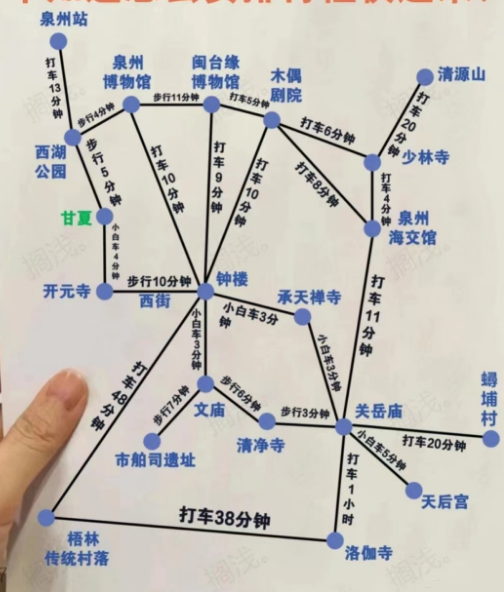 泉州站
打车13分钟
泉州
博物馆
闽台缘
博物馆
木偶
剧院
清源山
步行4分钟
步行11分钟
打车5分钟
打车6分钟
打车20分钟
西湖
公园
步行5分钟
打车10分钟
打车9分钟
打车10分钟
打车8分钟
少林寺
打车4分钟
甘夏
小白车4分钟
泉州
海交馆
开元寺
步行10分钟
西街
钟楼
承天禅寺
小白车3分
钟
打车11分钟
小白车3分钟
小白车3分钟
打车48分钟
文庙
步行7分钟
步行6分钟
市舶司遗址
清净寺
步行3分钟
关岳庙
蟳
埔
村
打车20分钟
小白车5分钟
天后宫
打车1小时
梧林
传统村落
打车38分钟
洛伽寺